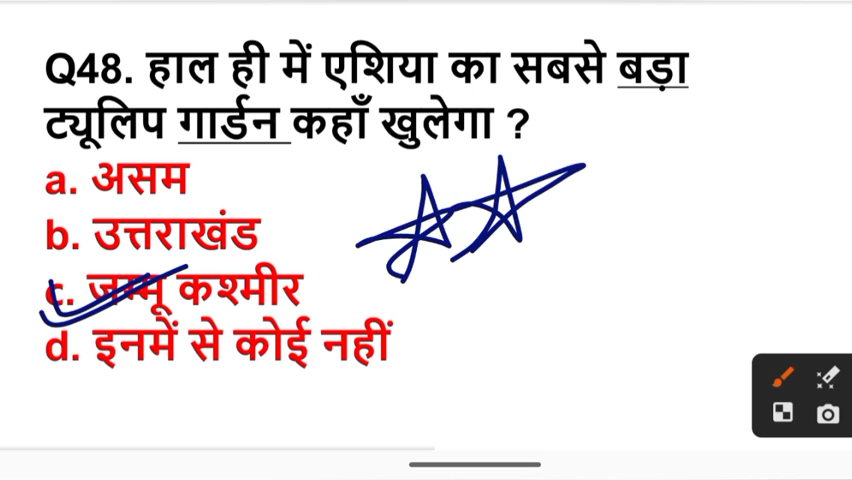 Q48. हाल ही में एशिया का सबसे बड़ा
ट्यूलिप गार्डन कहाँ खुलेगा ?
a. असम
b. उत्तराखंड
c. जम्मू कश्मीर
d. इनमें से कोई नहीं